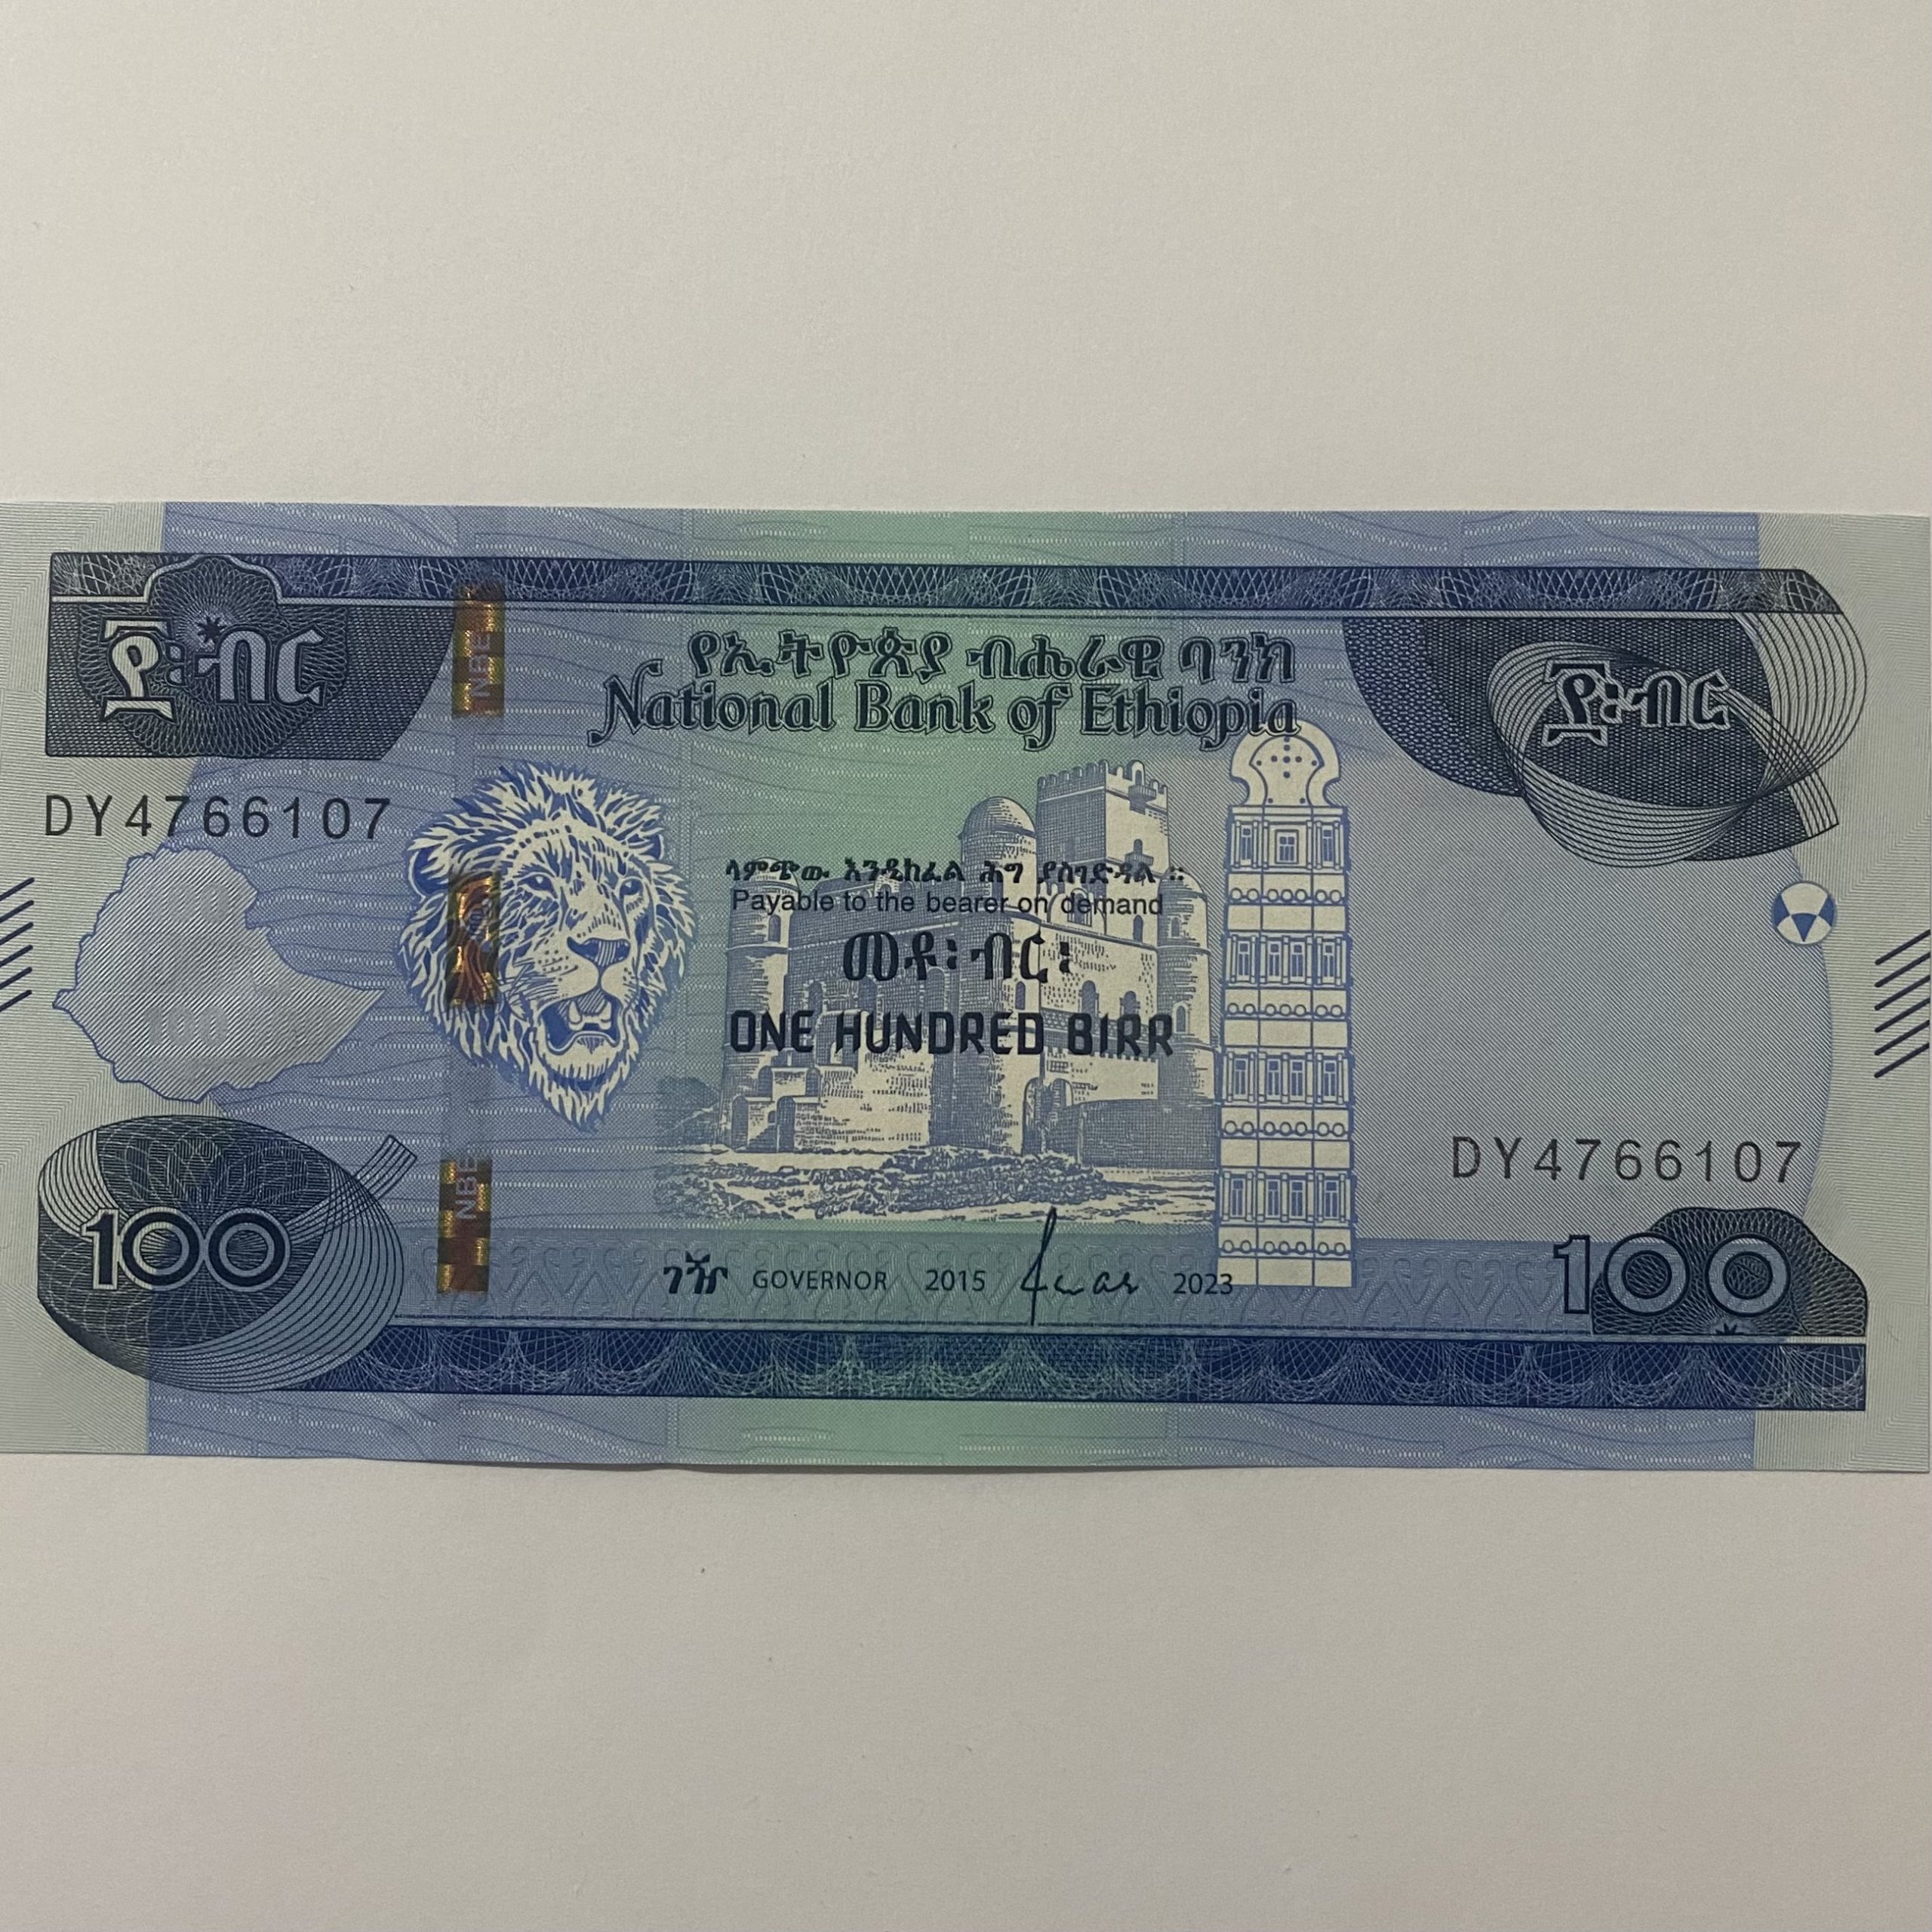 ፻፡ብር
የኢትዮጵያ ብሔራዊ ባንክ
National Bank of Ethiopia
፻፡ብር
NBE
DY4766107
ላምጭው እንዲከፈል ሕግ ያስገድዳል ።
Payable to the bearer on demand
መቶ፡ብር፡
ONE HUNDRED BIRR
100
DY4766107
NBE
100
ገዥ GOVERNOR 2015 2023
100